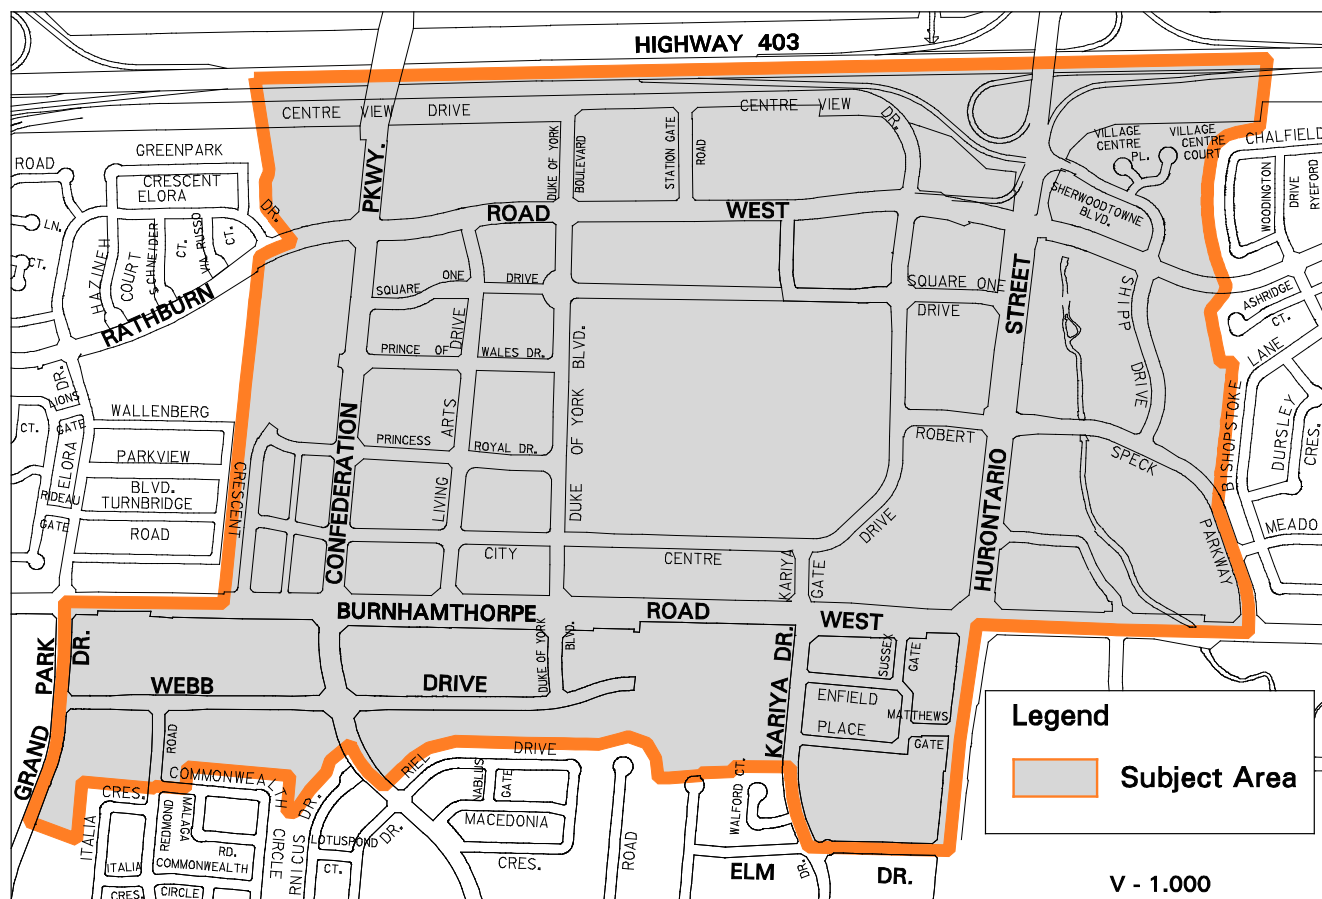 HIGHWAY 403
CENTRE VIEW DRIVE
CENTRE VIEW
DR.
PKWY.
DUKE OF YORK
BOULEVARD
STATION GATE
ROAD
VILLAGE
CENTRE
PL.
VILLAGE
CENTRE
COURT
CHALFIELD
ROAD
GREENPARK
CRESCENT
ELORA
DR.
LN.
CT.
HAZINEH
COURT
SCHNEIDER
CT.
VIA RUSSO
CT.
RATHBURN
ROAD
WEST
SHERWOODTOWNE
BLVD.
WOODINGTON
DRIVE
RYEFORD
SQUARE ONE DRIVE
SQUARE ONE
DRIVE
STREET
SHIPP
DRIVE
ASHRIDGE
CT.
LANE
PRINCE OF WALES DR.
DRIVE
ARTS
LIVING
DUKE OF YORK BLVD.
PRINCESS ROYAL DR.
CONFEDERATION
DR.
LIONS
GATE
CT.
ELORA
RIDEAU
GATE
WALLENBERG
PARKVIEW
BLVD.
TURNBRIDGE
ROAD
CRESCENT
ROBERT
SPECK
PARKWAY
BISHOPSTOKE
DURSLEY
CRES.
MEADO
HURONTARIO
CITY CENTRE
DRIVE
KARIYA
GATE
BURNHAMTHORPE ROAD WEST
GRAND PARK DR.
WEBB DRIVE
DUKE OF YORK
BLVD.
KARIYA DR.
SUSSEX
GATE
ENFIELD
PLACE
MATTHEWS
GATE
ROAD
COMMONWEALTH
CRES.
ITALIA
REDMOND
MALAGA
RD.
COMMONWEALTH
CIRCLE
ITALIA
CRES.
CIRCLE
DR.
LOTUSPOND
CT.
DR.
RIEL DRIVE
NABLUS
GATE
MACEDONIA
CRES.
ROAD
WALFORD
CT.
ELM DR.
DR.
Legend
Subject Area
V - 1.000